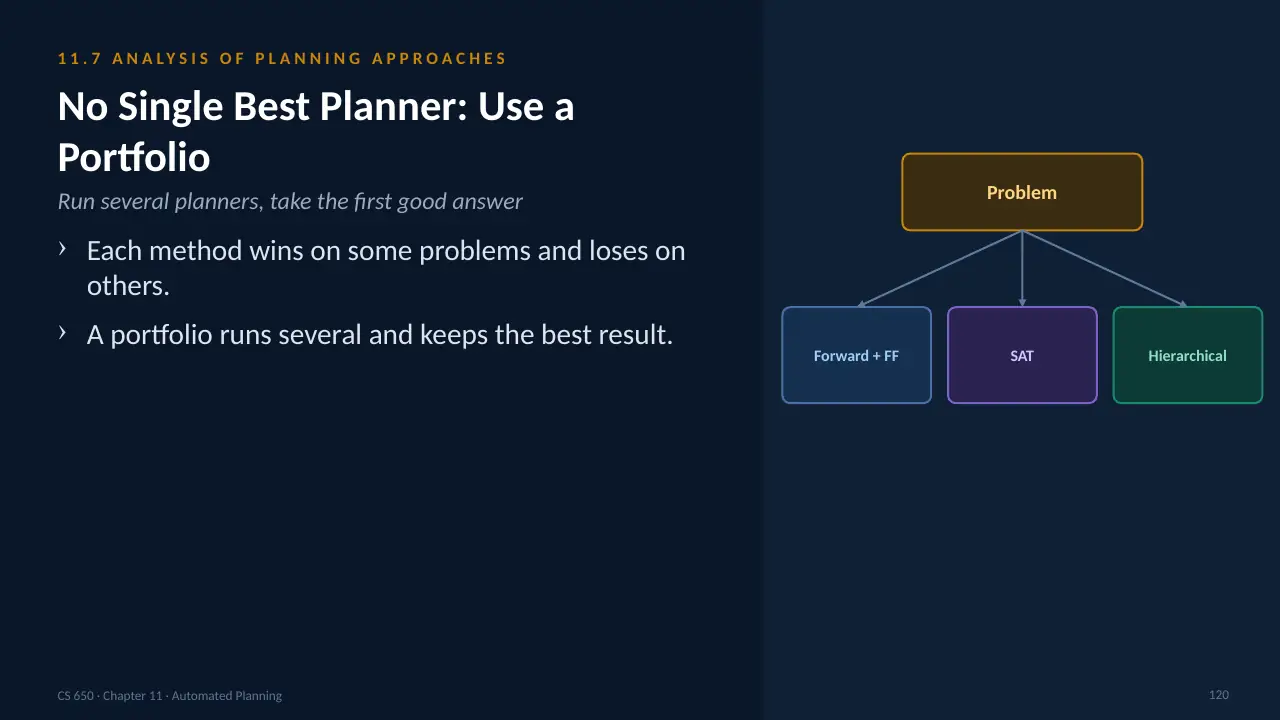 11.7 ANALYSIS OF PLANNING APPROACHES
No Single Best Planner: Use a
Portfolio
Run several planners, take the first good answer
› Each method wins on some problems and loses on
others.
› A portfolio runs several and keeps the best result.
Problem
Forward + FF
SAT
Hierarchical
CS 650 · Chapter 11 · Automated Planning
120